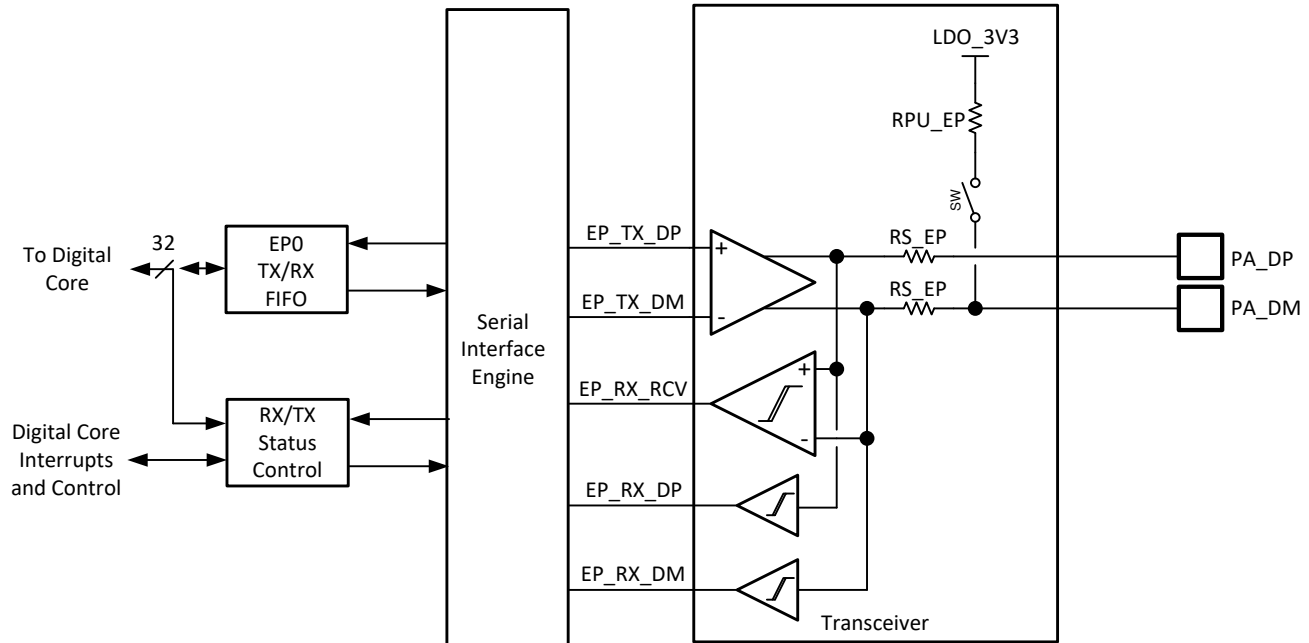 LDO_3V3
RPU_EP
SW
To Digital
Core
32
EP0
TX/RX
FIFO
EP_TX_DP
+
RS_EP
PA_DP
EP_TX_DM
-
RS_EP
PA_DM
Serial
Interface
Engine
EP_RX_RCV
+
-
RX/TX
Status
Control
Digital Core
Interrupts
and Control
EP_RX_DP
EP_RX_DM
Transceiver